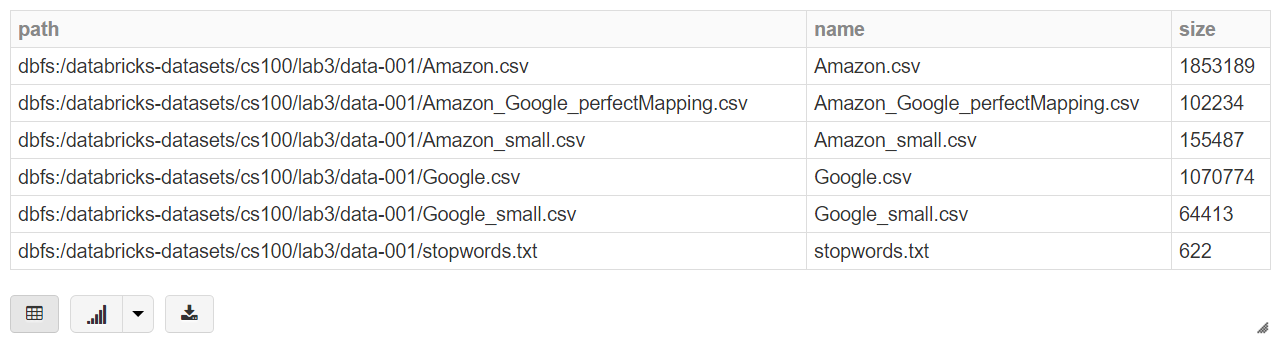 path name size
dbfs:/databricks-datasets/cs100/lab3/data-001/Amazon.csv Amazon.csv 1853189
dbfs:/databricks-datasets/cs100/lab3/data-001/Amazon_Google_perfectMapping.csv Amazon_Google_perfectMapping.csv 102234
dbfs:/databricks-datasets/cs100/lab3/data-001/Amazon_small.csv Amazon_small.csv 155487
dbfs:/databricks-datasets/cs100/lab3/data-001/Google.csv Google.csv 1070774
dbfs:/databricks-datasets/cs100/lab3/data-001/Google_small.csv Google_small.csv 64413
dbfs:/databricks-datasets/cs100/lab3/data-001/stopwords.txt stopwords.txt 622